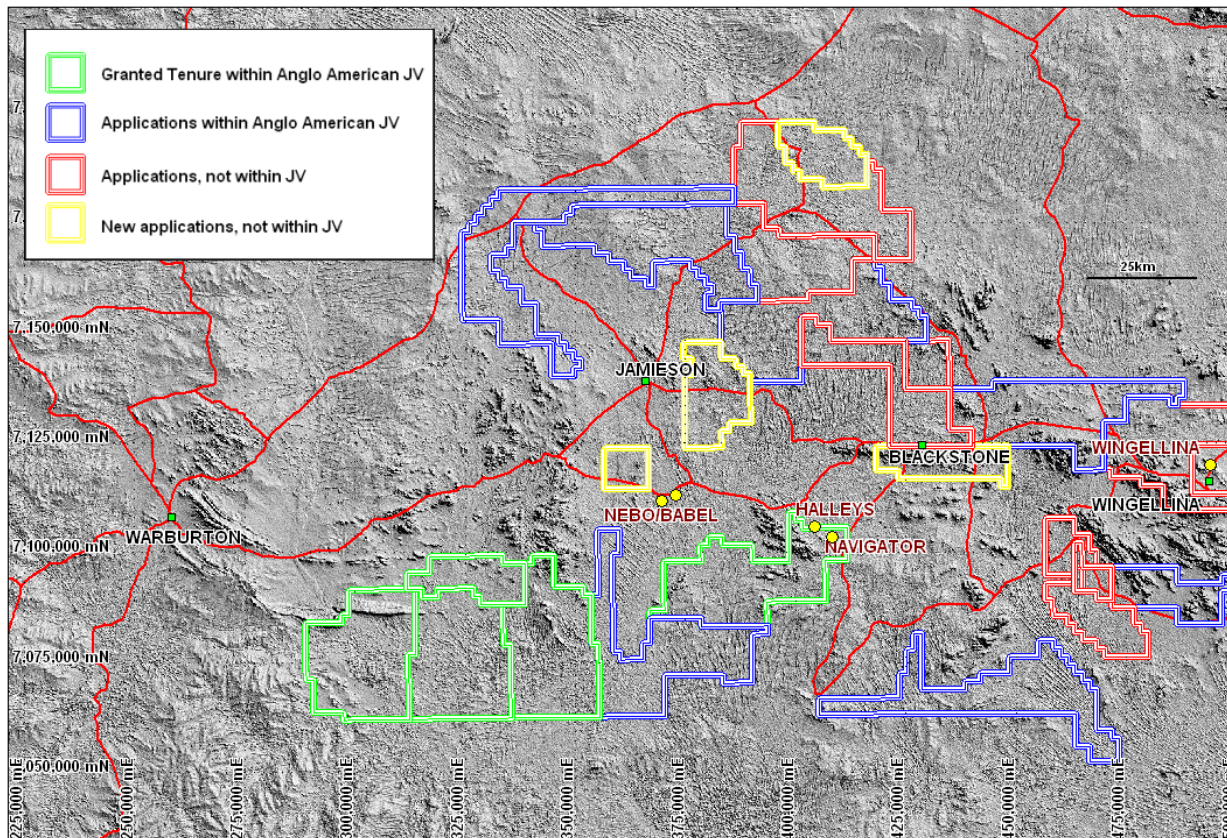 Granted Tenure within Anglo American JV
Applications within Anglo American JV
Applications, not within JV
New applications, not within JV
25km
7,150,000 mN
JAMIESON
7,125,000 mN
WINGELLINA
BLACKSTONE
WINGELLINA
NEBO/BABEL
HALLEYS
WARBURTON
NAVIGATOR
7,100,000 mN
7,075,000 mN
7,050,000 mN
225,000 mE
250,000 mE
275,000 mE
300,000 mE
325,000 mE
350,000 mE
375,000 mE
400,000 mE
425,000 mE
450,000 mE
475,000 mE